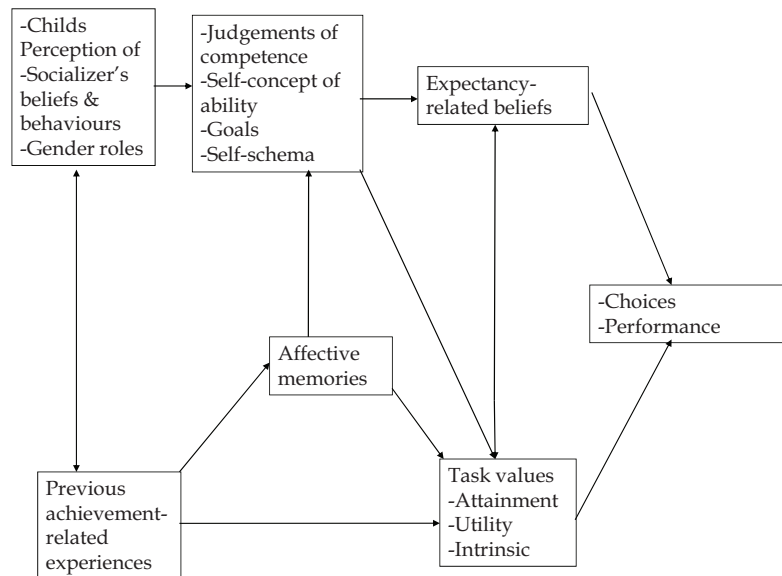 -Childs
Perception of
-Socializer’s
beliefs &
behaviours
-Gender roles
-Judgements of
competence
-Self-concept of
ability
-Goals
-Self-schema
Expectancy-
related beliefs
-Choices
-Performance
Affective
memories
Previous
achievement-
related
experiences
Task values
-Attainment
-Utility
-Intrinsic